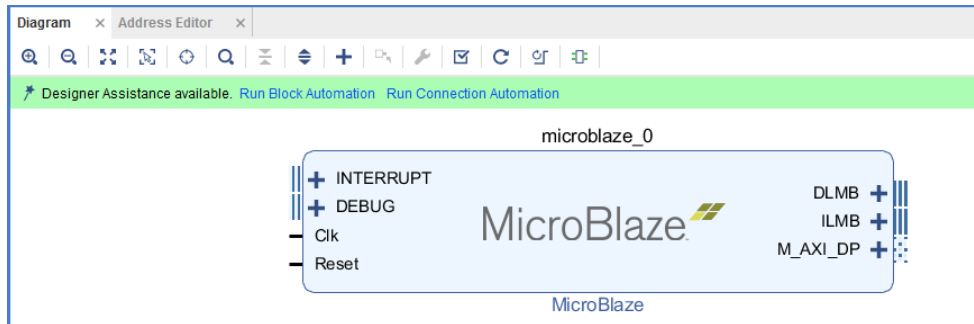 Diagram × Address Editor ×
Designer Assistance available. Run Block Automation Run Connection Automation
microblaze_0
INTERRUPT
DEBUG
Clk
Reset
MicroBlaze
DLMB
ILMB
M_AXI_DP
MicroBlaze